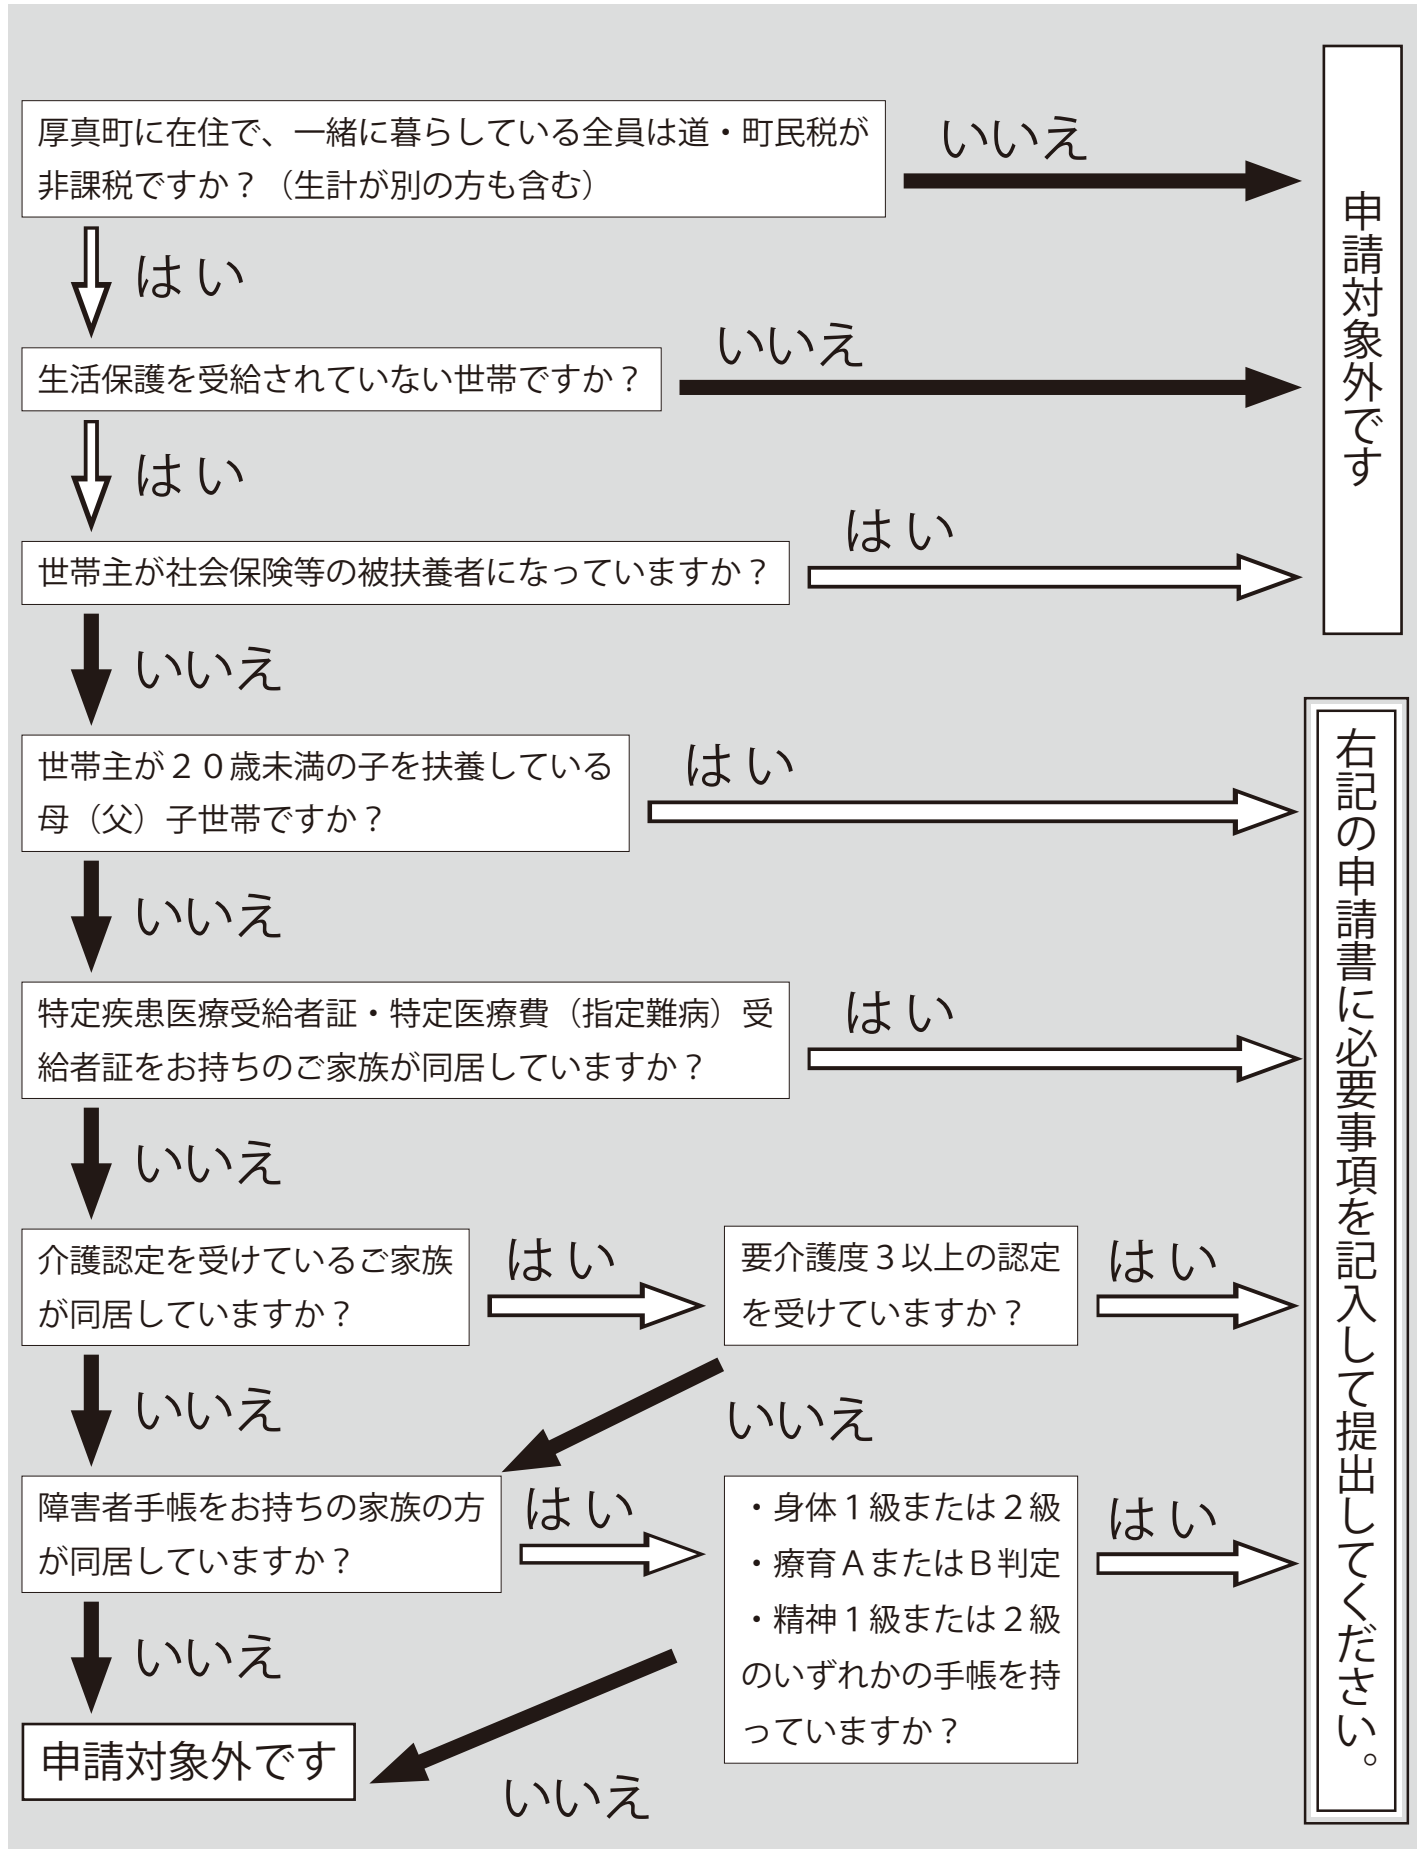 厚真町に在住で、一緒に暮らしている全員は道・町民税が
非課税ですか？（生計が別の方も含む）
いいえ
はい
生活保護を受給されていない世帯ですか？
いいえ
はい
世帯主が社会保険等の被扶養者になっていますか？
はい
申請対象外です
いいえ
世帯主が２０歳未満の子を扶養している
母（父）子世帯ですか？
はい
いいえ
特定疾患医療受給者証・特定医療費（指定難病）受
給者証をお持ちのご家族が同居していますか？
はい
いいえ
介護認定を受けているご家族
が同居していますか？
はい
要介護度３以上の認定
を受けていますか？
はい
いいえ
いいえ
障害者手帳をお持ちの家族の方
が同居していますか？
はい
・身体１級または２級
・療育ＡまたはＢ判定
・精神１級または２級
のいずれかの手帳を持
っていますか？
はい
いいえ
いいえ
申請対象外です
右記の申請書に必要事項を記入して提出してください。